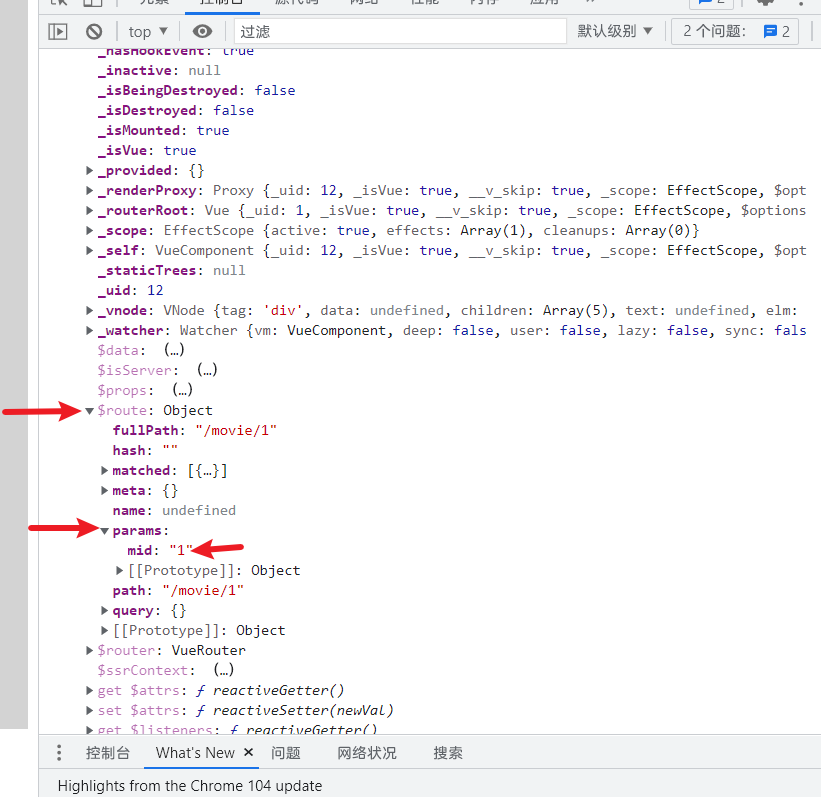 top ▼ 过滤 默认级别 ▼ 2 个问题: 2
_hasHookEvent: true
_inactive: null
_isBeingDestroyed: false
_isDestroyed: false
_isMounted: true
_isVue: true
▶ _provided: {}
▶ _renderProxy: Proxy {_uid: 12, _isVue: true, __v_skip: true, _scope: EffectScope, $opt
▶ _routerRoot: Vue {_uid: 1, _isVue: true, __v_skip: true, _scope: EffectScope, $options
▶ _scope: EffectScope {active: true, effects: Array(1), cleanups: Array(0)}
▶ _self: VueComponent {_uid: 12, _isVue: true, __v_skip: true, _scope: EffectScope, $opt
_staticTrees: null
_uid: 12
▶ _vnode: VNode {tag: 'div', data: undefined, children: Array(5), text: undefined, elm:
▶ _watcher: Watcher {vm: VueComponent, deep: false, user: false, lazy: false, sync: fals
$data: (…)
$isServer: (…)
$props: (…)
▼ $route: Object
fullPath: "/movie/1"
hash: ""
▶ matched: [{…}]
▶ meta: {}
name: undefined
▼ params:
mid: "1"
▶ [[Prototype]]: Object
path: "/movie/1"
▶ query: {}
▶ [[Prototype]]: Object
▶ $router: VueRouter
$ssrContext: (…)
▶ get $attrs: ƒ reactiveGetter()
▶ set $attrs: ƒ reactiveSetter(newVal)
▶ get $listeners: ƒ reactiveGetter()
控制台 What's New × 问题 网络状况 搜索
Highlights from the Chrome 104 update